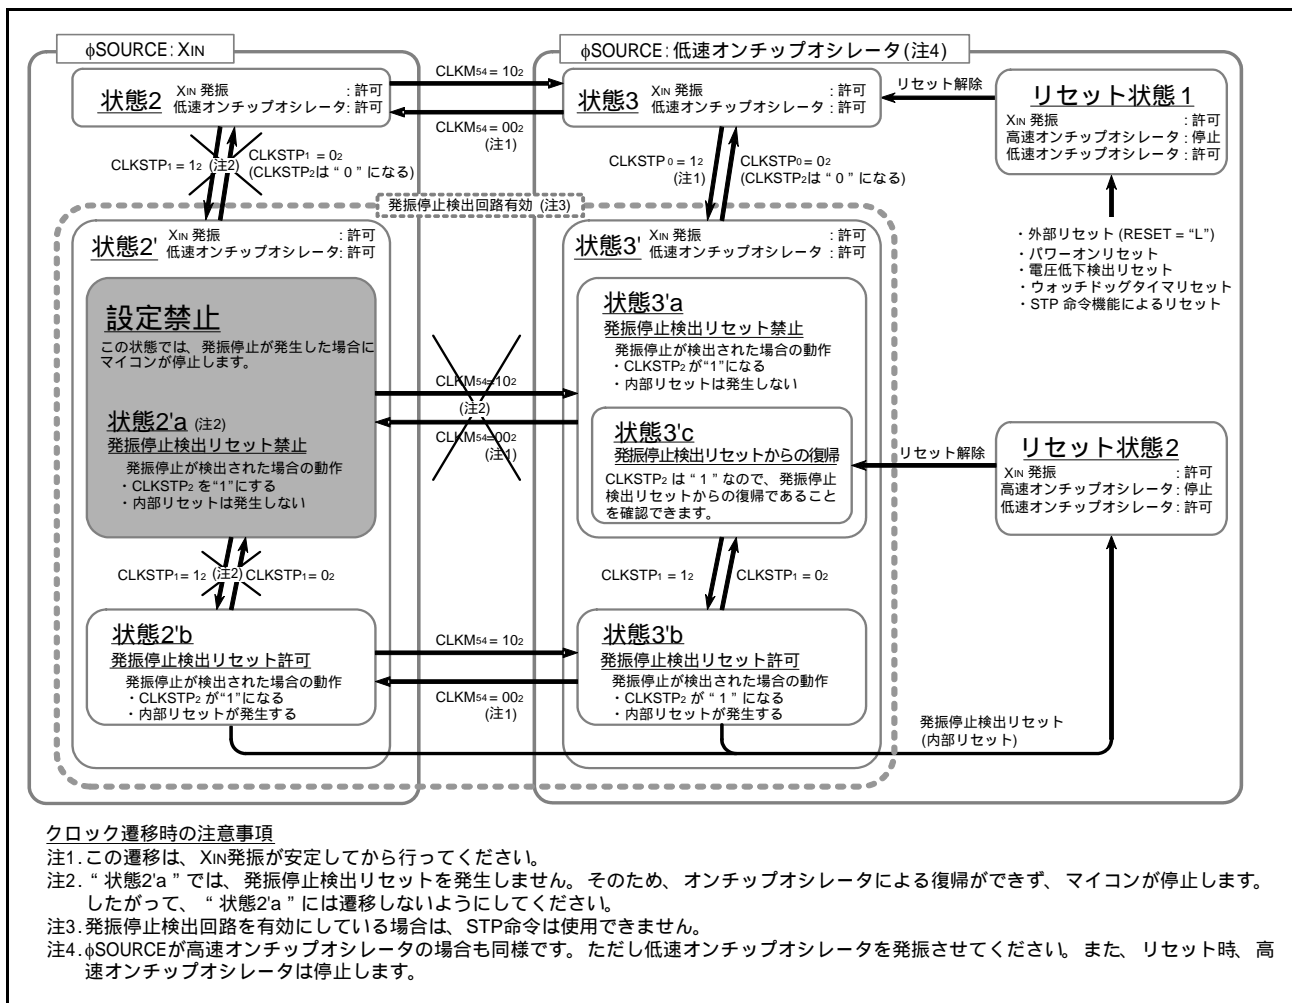 φSOURCE: XIN
φSOURCE: 低速オンチップオシレータ(注4)
状態2
XIN 発振 : 許可
低速オンチップオシレータ: 許可
CLKM54 = 102
CLKM54 = 002
(注1)
状態3
XIN 発振 : 許可
低速オンチップオシレータ: 許可
リセット解除
リセット状態1
XIN 発振 : 許可
高速オンチップオシレータ: 停止
低速オンチップオシレータ: 許可
CLKSTP1 = 12 (注2)
CLKSTP1 = 02
(CLKSTP2は“0”になる)
CLKSTP0 = 12
(注1)
CLKSTP0 = 02
(CLKSTP2は“0”になる)
発振停止検出回路有効 (注3)
・外部リセット (RESET = “L”)
・パワーオンリセット
・電圧低下検出リセット
・ウォッチドッグタイマリセット
・STP 命令機能によるリセット
状態2'
XIN 発振 : 許可
低速オンチップオシレータ: 許可
状態3'
XIN 発振 : 許可
低速オンチップオシレータ: 許可
設定禁止
この状態では、発振停止が発生した場合に
マイコンが停止します。
状態2'a (注2)
発振停止検出リセット禁止
発振停止が検出された場合の動作
・CLKSTP2 を“1”にする
・内部リセットは発生しない
CLKM54=102
(注2)
CLKM54=002
(注1)
状態3'a
発振停止検出リセット禁止
発振停止が検出された場合の動作
・CLKSTP2 が“1”になる
・内部リセットは発生しない
状態3'c
発振停止検出リセットからの復帰
CLKSTP2 は“1”なので、発振停止
検出リセットからの復帰であること
を確認できます。
リセット解除
リセット状態2
XIN 発振 : 許可
高速オンチップオシレータ: 停止
低速オンチップオシレータ: 許可
CLKSTP1 = 12 (注2) CLKSTP1 = 02
CLKSTP1 = 12 CLKSTP1 = 02
状態2'b
発振停止検出リセット許可
発振停止が検出された場合の動作
・CLKSTP2 が“1”になる
・内部リセットが発生する
CLKM54 = 102
CLKM54 = 002
(注1)
状態3'b
発振停止検出リセット許可
発振停止が検出された場合の動作
・CLKSTP2 が“1”になる
・内部リセットが発生する
発振停止検出リセット
(内部リセット)
クロック遷移時の注意事項
注1.この遷移は、XIN発振が安定してから行ってください。
注2.“状態2'a”では、発振停止検出リセットを発生しません。そのため、オンチップオシレータによる復帰ができず、マイコンが停止します。
したがって、“状態2'a”には遷移しないようにしてください。
注3.発振停止検出回路を有効にしている場合は、STP命令は使用できません。
注4.φSOURCEが高速オンチップオシレータの場合も同様です。ただし低速オンチップオシレータを発振させてください。また、リセット時、高
速オンチップオシレータは停止します。